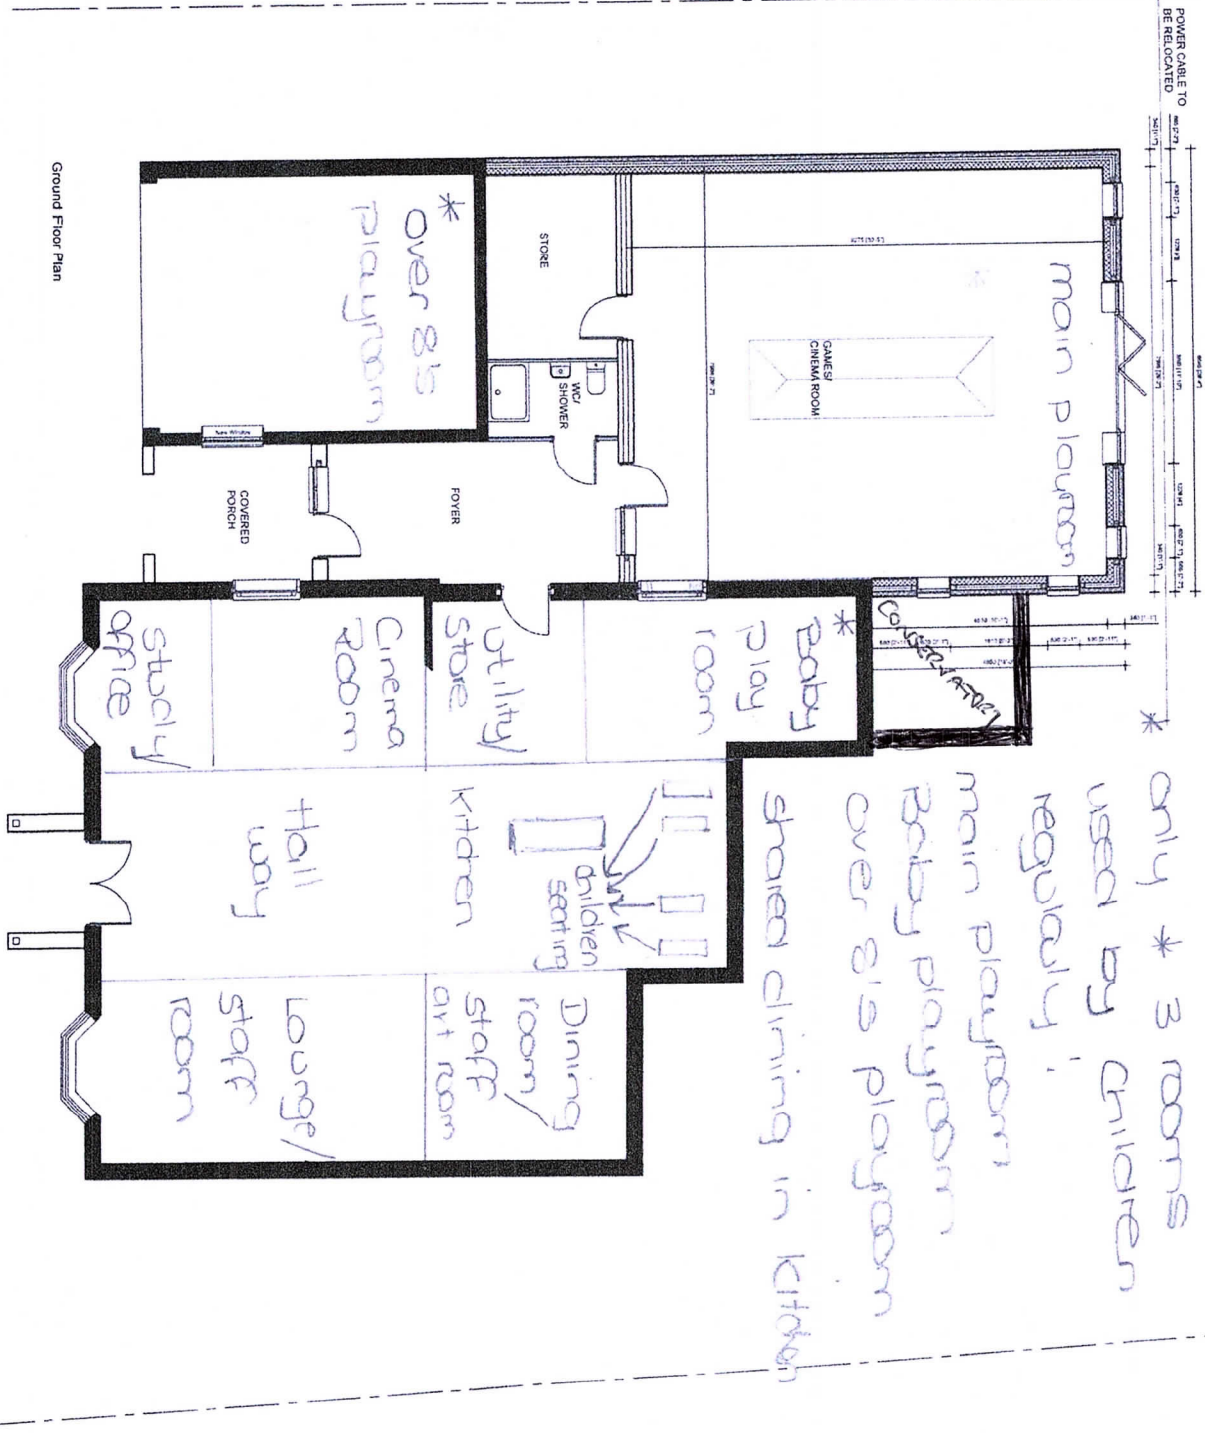 POWER CABLE TO
BE RELOCATED
* only * 3 rooms
used by children
regularly:
main playroom
Baby playroom
over 8's playroom
shared dining in kitchen
main playroom
GAMES/
CINEMA ROOM
STORE
WC/
SHOWER
* over 8's
playroom
New Window
FOYER
COVERED
PORCH
CONSERVATORY
* Baby
play
room
Utility/
Store
Cinema
Room
Study/
office
children
seating
Kitchen
Hall
way
Dining
room/
staff
art room
Lounge/
Staff
room
Ground Floor Plan